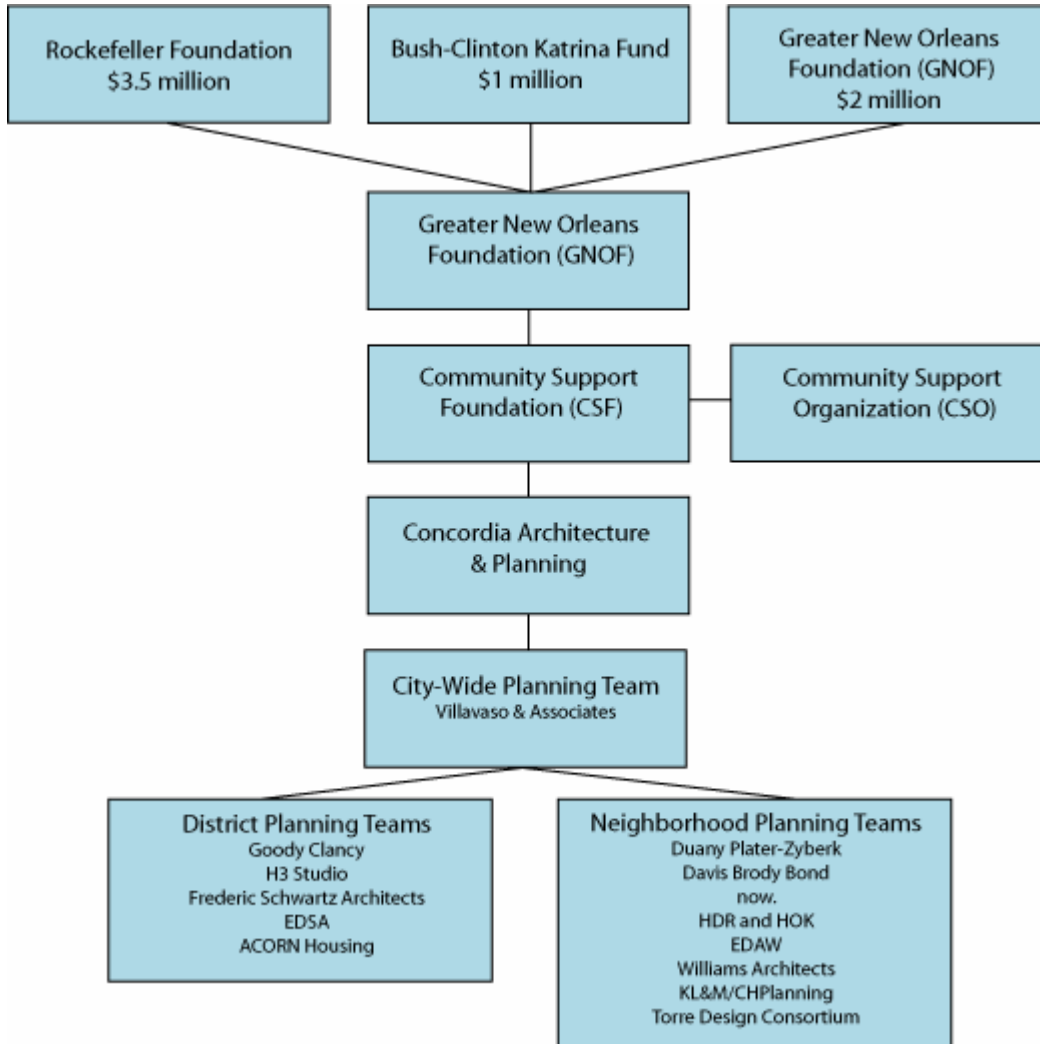 Rockefeller Foundation
$3.5 million
Bush-Clinton Katrina Fund
$1 million
Greater New Orleans
Foundation (GNOF)
$2 million
Greater New Orleans
Foundation (GNOF)
Community Support
Foundation (CSF)
Community Support
Organization (CSO)
Concordia Architecture
& Planning
City-Wide Planning Team
Villavaso & Associates
District Planning Teams
Goody Clancy
H3 Studio
Frederic Schwartz Architects
EDSA
ACORN Housing
Neighborhood Planning Teams
Duany Plater-Zyberk
Davis Brody Bond
now.
HDR and HOK
EDAW
Williams Architects
KL&M/CHPlanning
Torre Design Consortium